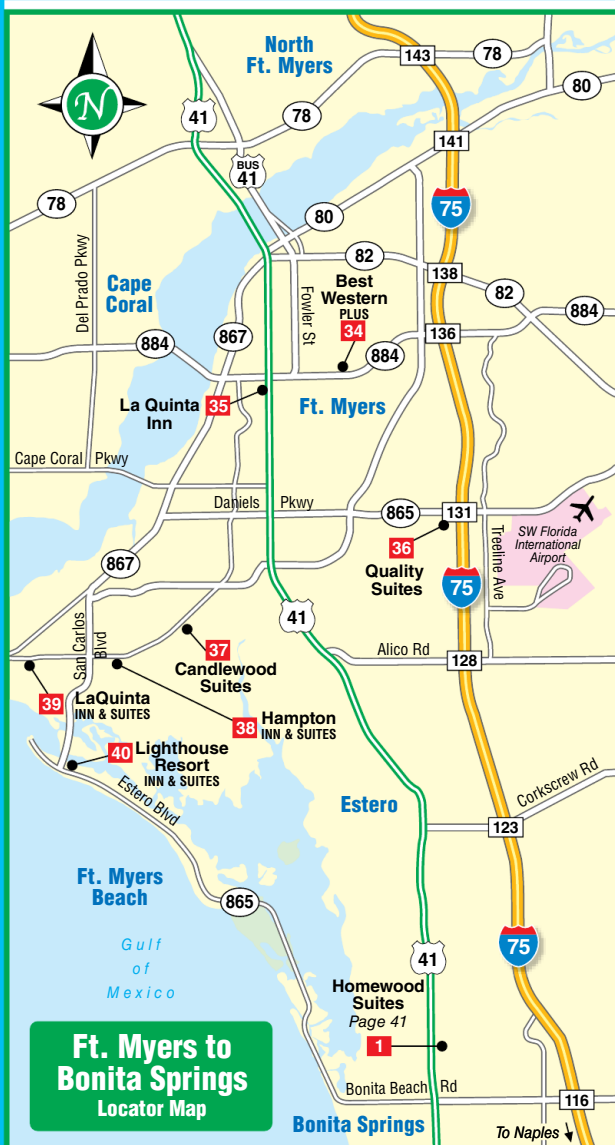 North
Ft. Myers
143
78
80
N
41
78
BUS
41
141
75
78
80
Del Prado Pkwy
82
138
Cape
Coral
Fowler St
Best
Western
PLUS
34
82
884
867
136
884
884
La Quinta
Inn
35
Ft. Myers
Cape Coral Pkwy
Daniels Pkwy
865
131
36
Quality
Suites
Treeline Ave
SW Florida
International
Airport
867
75
41
San Carlos
Blvd
37
Candlewood
Suites
Alico Rd
128
39
LaQuinta
INN & SUITES
38
Hampton
INN & SUITES
40
Lighthouse
Resort
INN & SUITES
Estero Blvd
Estero
Corkscrew Rd
123
Ft. Myers
Beach
865
Gulf
of
Mexico
75
41
Homewood
Suites
Page 41
1
Ft. Myers to
Bonita Springs
Locator Map
Bonita Beach Rd
116
Bonita Springs
To Naples